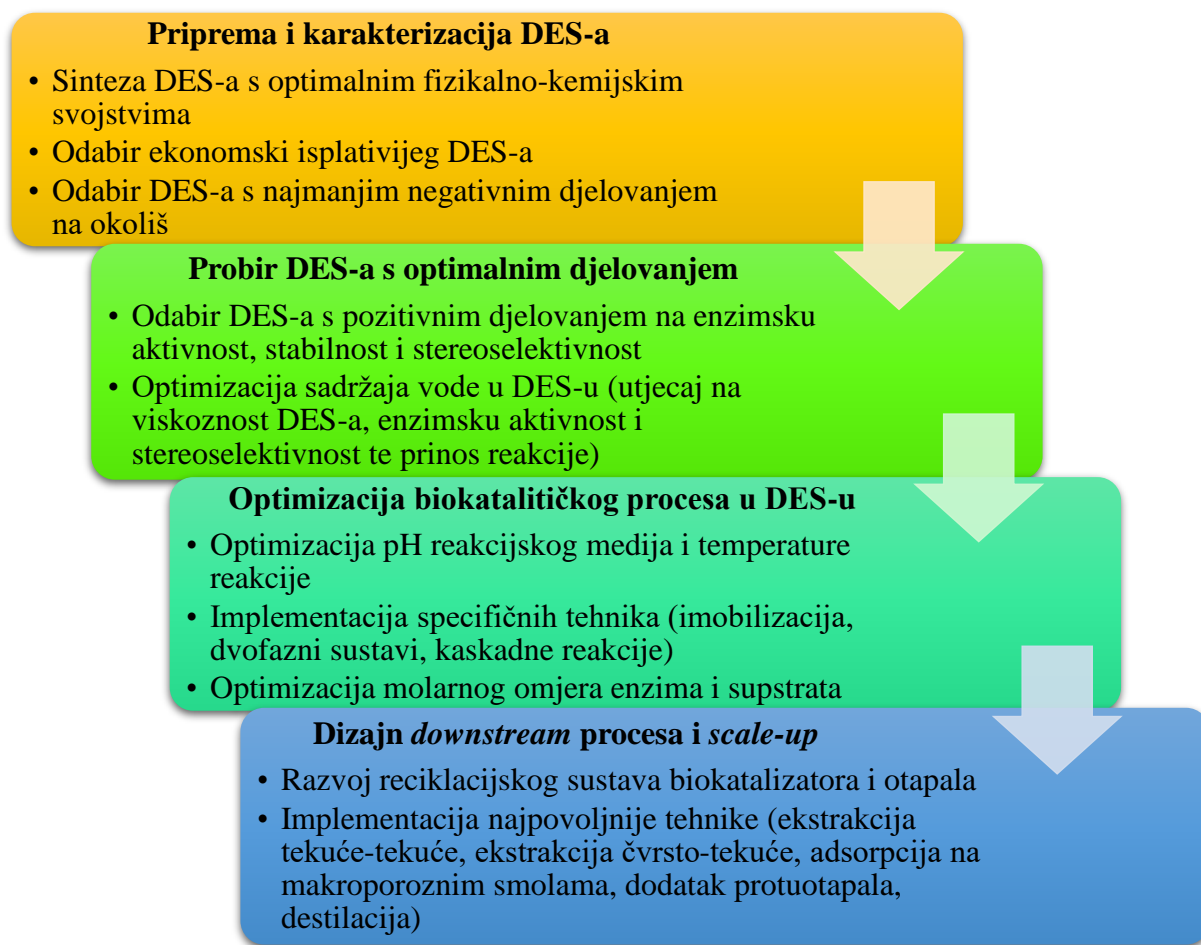 Priprema i karakterizacija DES-a
• Sinteza DES-a s optimalnim fizikalno-kemijskim
svojstvima
• Odabir ekonomski isplativijeg DES-a
• Odabir DES-a s najmanjim negativnim djelovanjem
na okoliš
Probir DES-a s optimalnim djelovanjem
• Odabir DES-a s pozitivnim djelovanjem na enzimsku
aktivnost, stabilnost i stereoselektivnost
• Optimizacija sadržaja vode u DES-u (utjecaj na
viskoznost DES-a, enzimsku aktivnost i
stereoselektivnost te prinos reakcije)
Optimizacija biokatalitičkog procesa u DES-u
• Optimizacija pH reakcijskog medija i temperature
reakcije
• Implementacija specifičnih tehnika (imobilizacija,
dvofazni sustavi, kaskadne reakcije)
• Optimizacija molarnog omjera enzima i supstrata
Dizajn downstream procesa i scale-up
• Razvoj reciklacijskog sustava biokatalizatora i otapala
• Implementacija najpovoljnije tehnike (ekstrakcija
tekuće-tekuće, ekstrakcija čvrsto-tekuće, adsorpcija na
makroporoznim smolama, dodatak protuotapala,
destilacija)